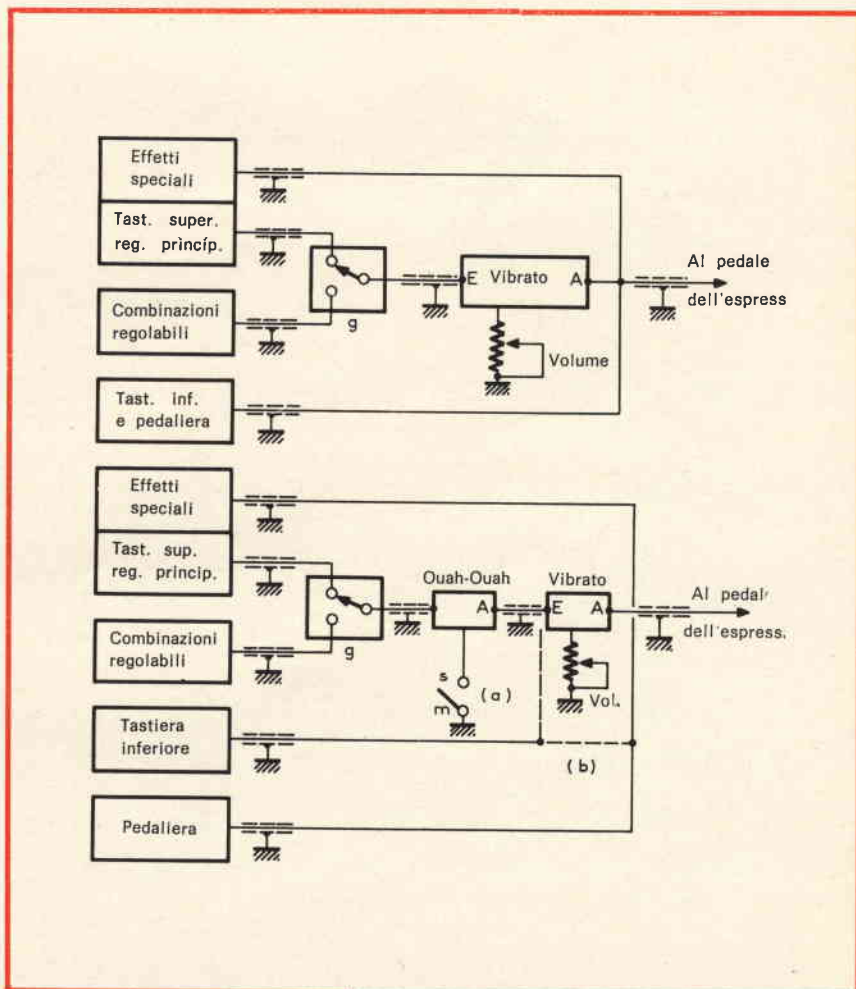 Effetti
speciali
Tast. super.
reg. princip.
Combinazioni
regolabili
Tast. inf.
e pedaliera
g
E Vibrato A
Volume
Al pedale
dell'espress
Effetti
speciali
Tast. sup.
reg. princip.
Combinazioni
regolabili
Tastiera
inferiore
Pedaliera
g
Ouah-Ouah
A
s
(a)
m
Vibrato
E A
Vol.
(b)
Al pedal
dell'espress.